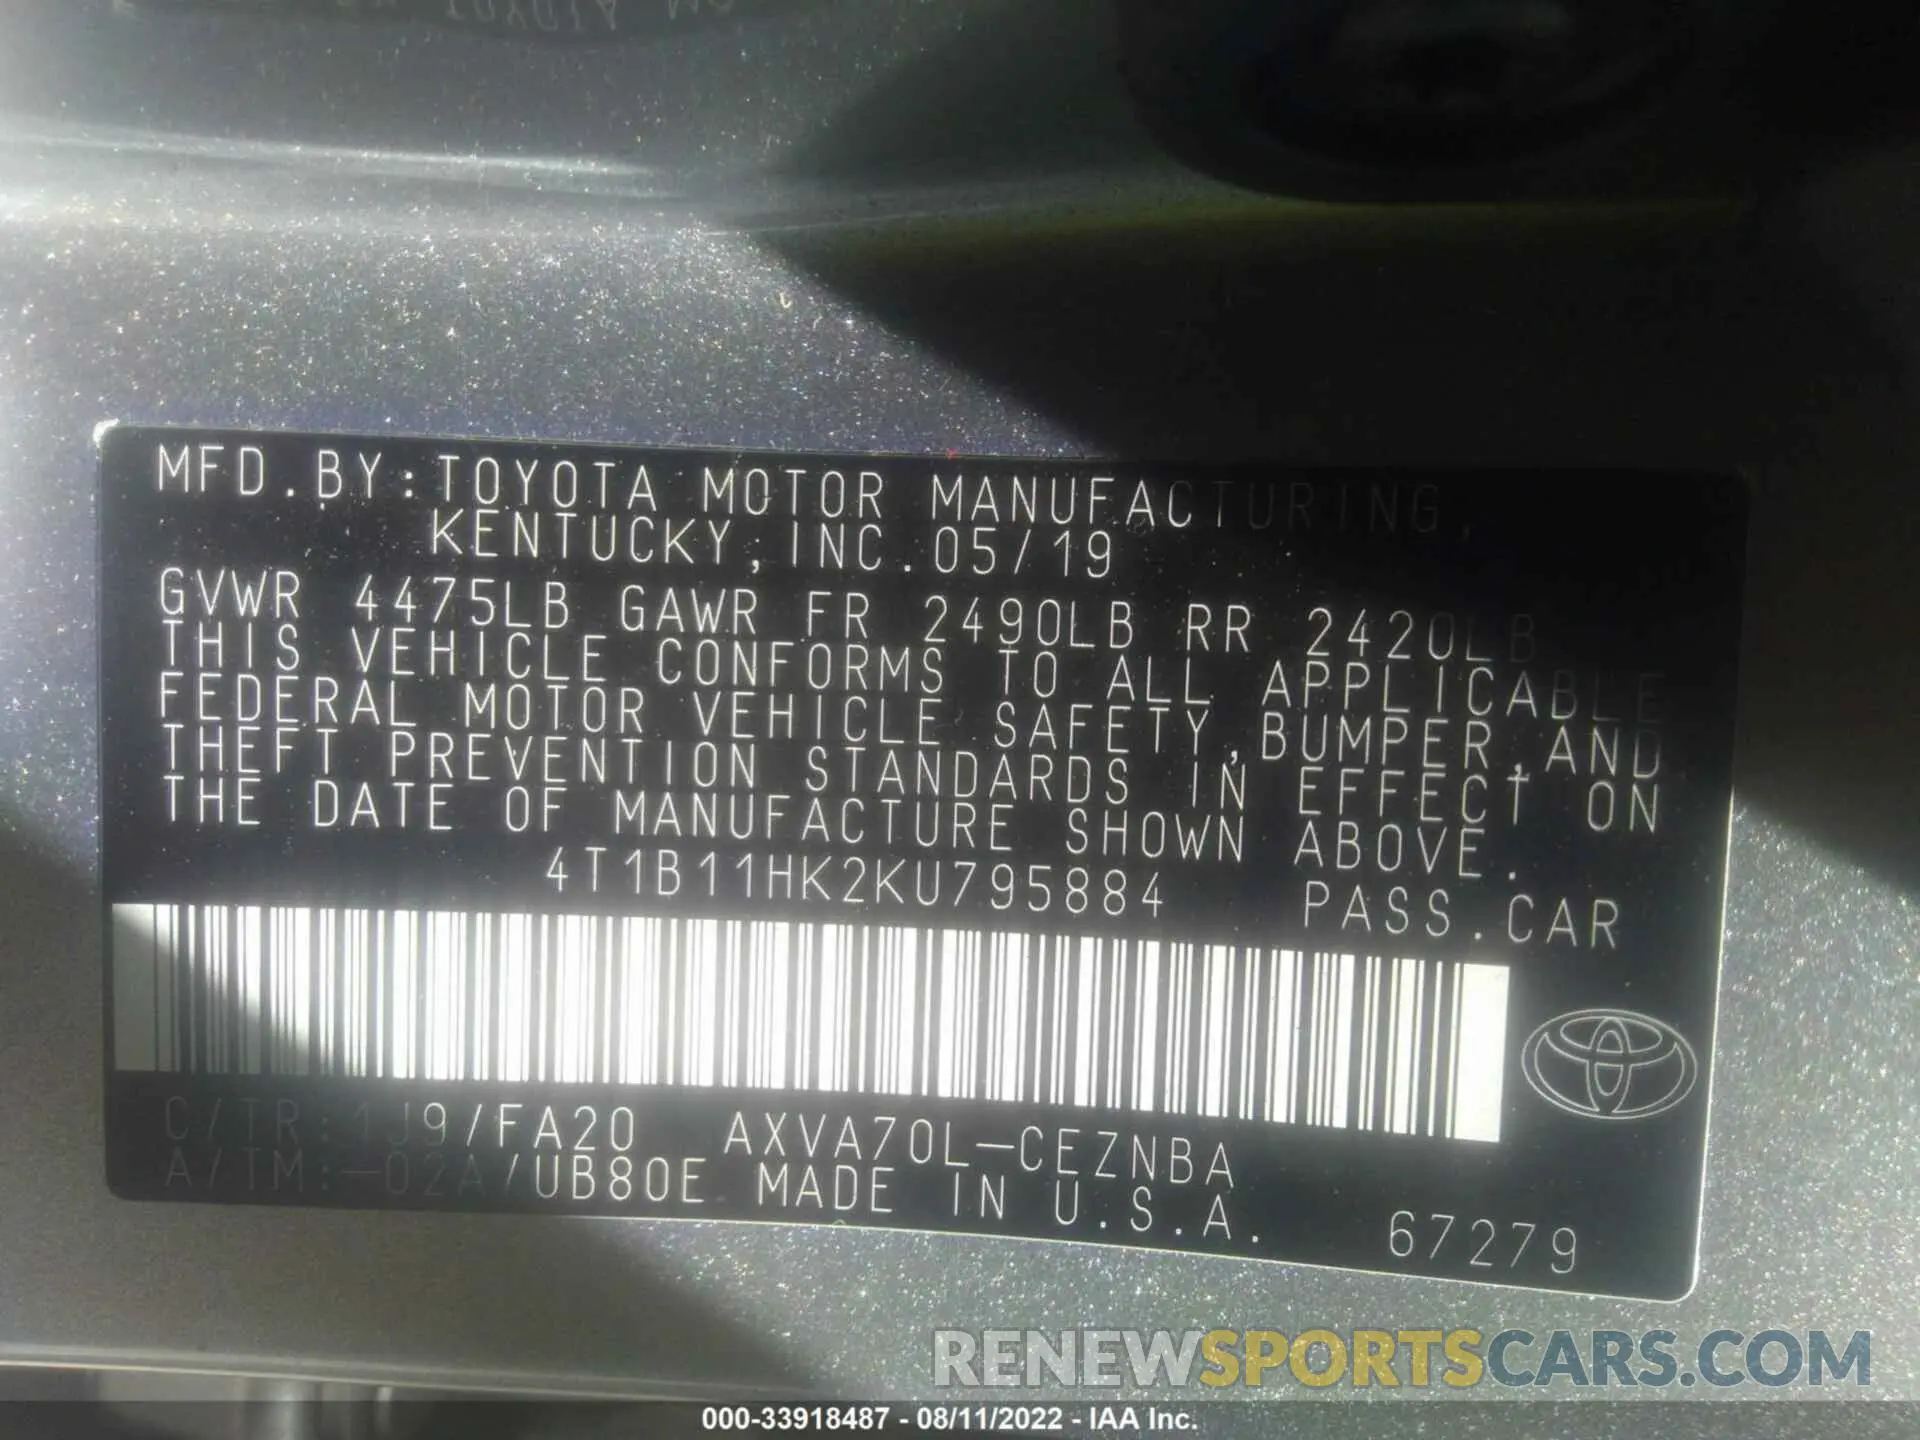 TOYOTA
MFD.BY:TOYOTA MOTOR MANUFACTURING,
KENTUCKY,INC.05/19
GVWR 4475LB GAWR FR 2490LB RR 2420LB
THIS VEHICLE CONFORMS TO ALL APPLICABLE
FEDERAL MOTOR VEHICLE SAFETY,BUMPER,AND
THEFT PREVENTION STANDARDS IN EFFECT ON
THE DATE OF MANUFACTURE SHOWN ABOVE.
4T1B11HK2KU795884 PASS.CAR
C/TR:1J9/FA20 AXVA70L-CEZNBA
A/TM:-02A/UB80E MADE IN U.S.A. 67279
RENEWSPORTSCARS.COM
000-33918487 - 08/11/2022 - IAA Inc.